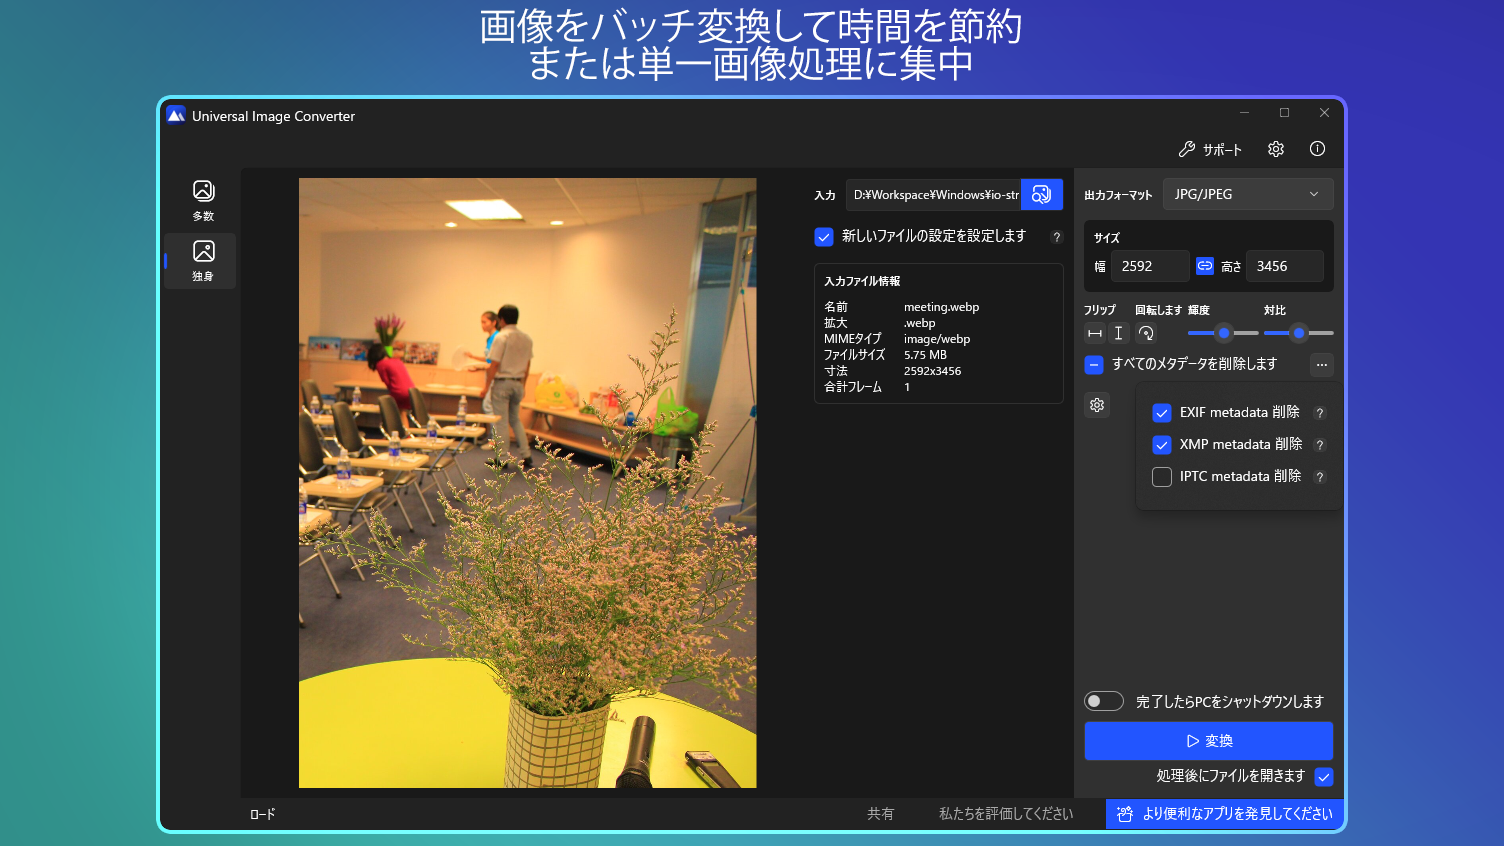 画像をバッチ変換して時間を節約
または単一画像処理に集中
Universal Image Converter
サポート
多数
独身
入力
D:¥Workspace¥Windows¥io-str
新しいファイルの設定を設定します
?
入力ファイル情報
名前 meeting.webp
拡大 .webp
MIMEタイプ image/webp
ファイルサイズ 5.75 MB
寸法 2592x3456
合計フレーム 1
出力フォーマット JPG/JPEG
サイズ
幅 2592 高さ 3456
フリップ 回転します 輝度 対比
すべてのメタデータを削除します
EXIF metadata 削除 ?
XMP metadata 削除 ?
IPTC metadata 削除 ?
完了したらPCをシャットダウンします
変換
処理後にファイルを開きます
ロード
共有
私たちを評価してください
より便利なアプリを発見してください